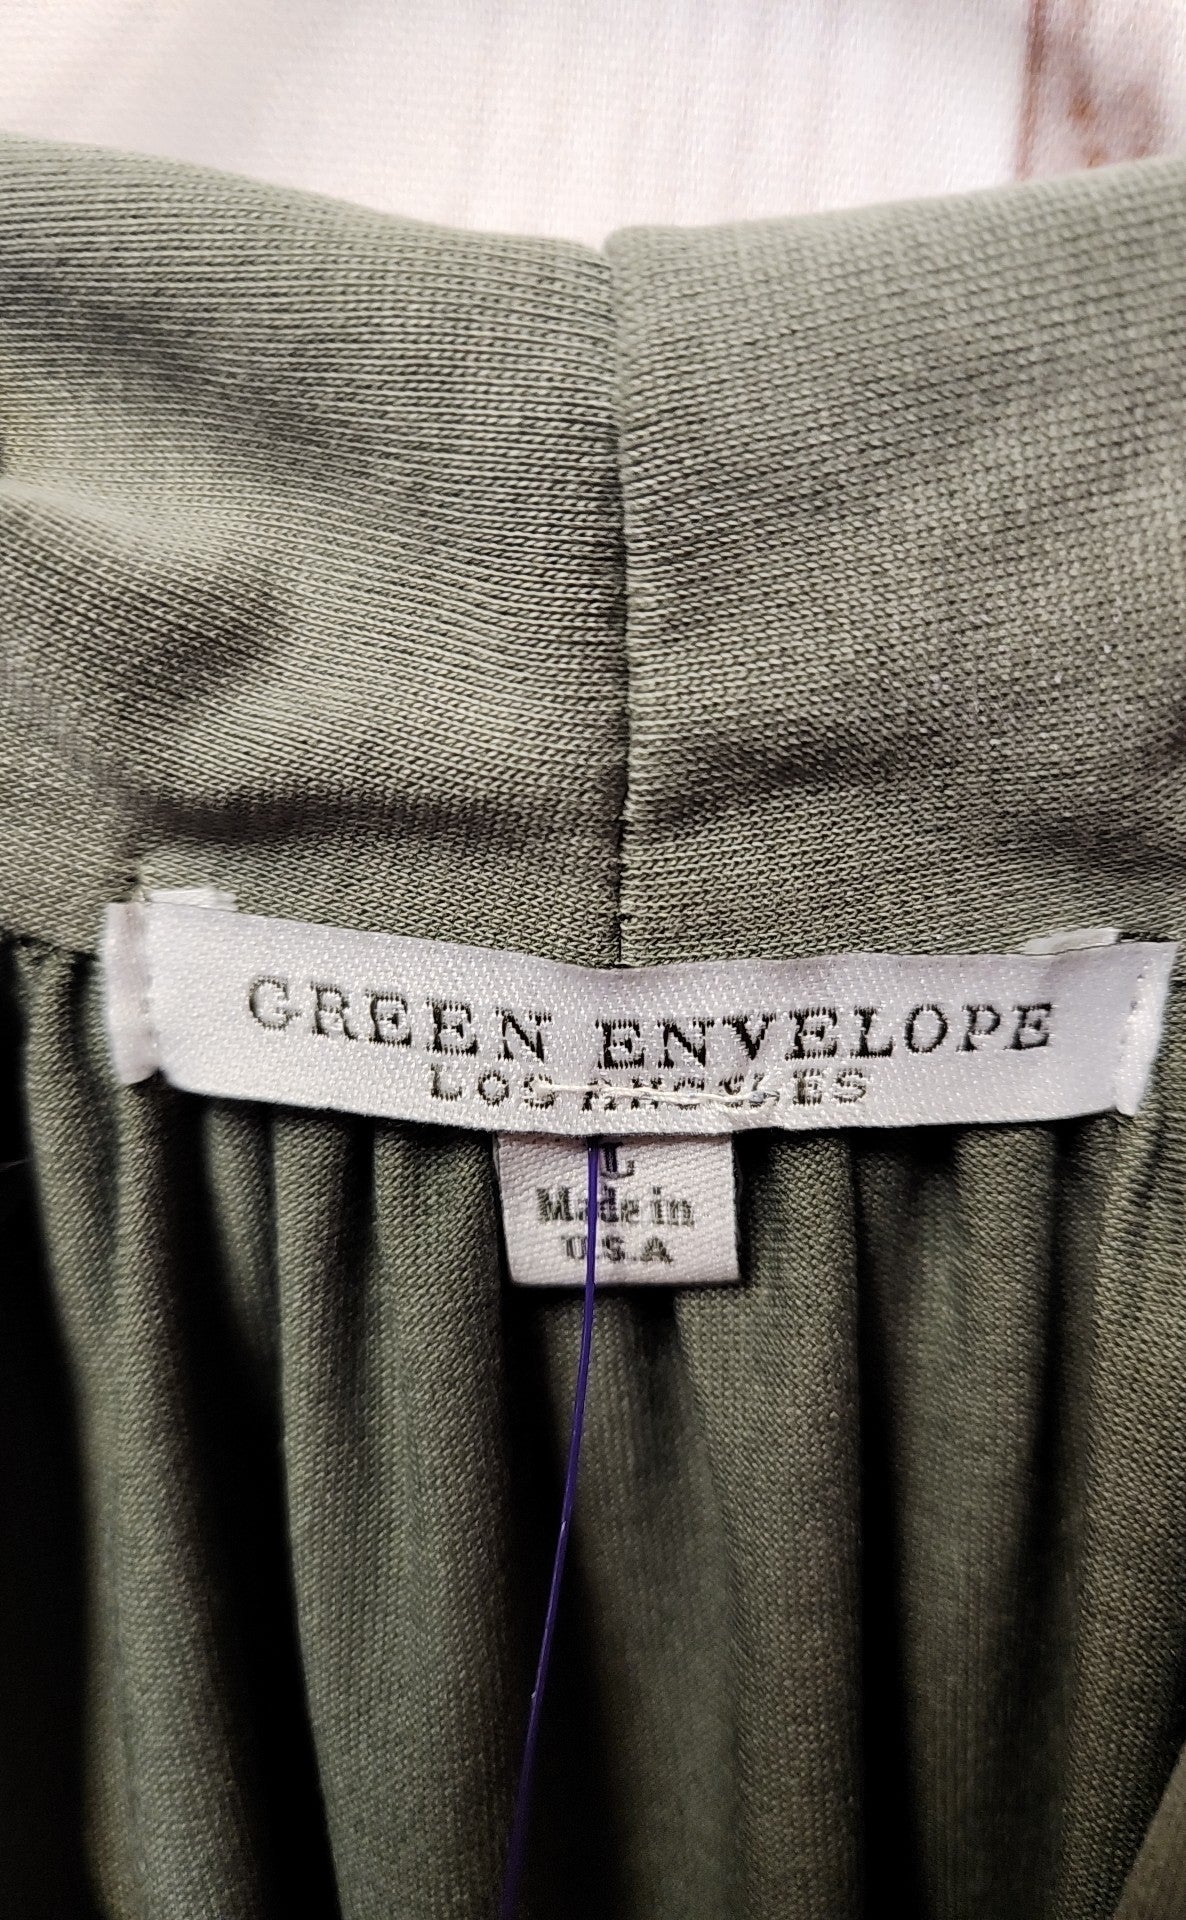 GREEN ENVELOPE
LOS ANGELES
L
Made in
U.S.A